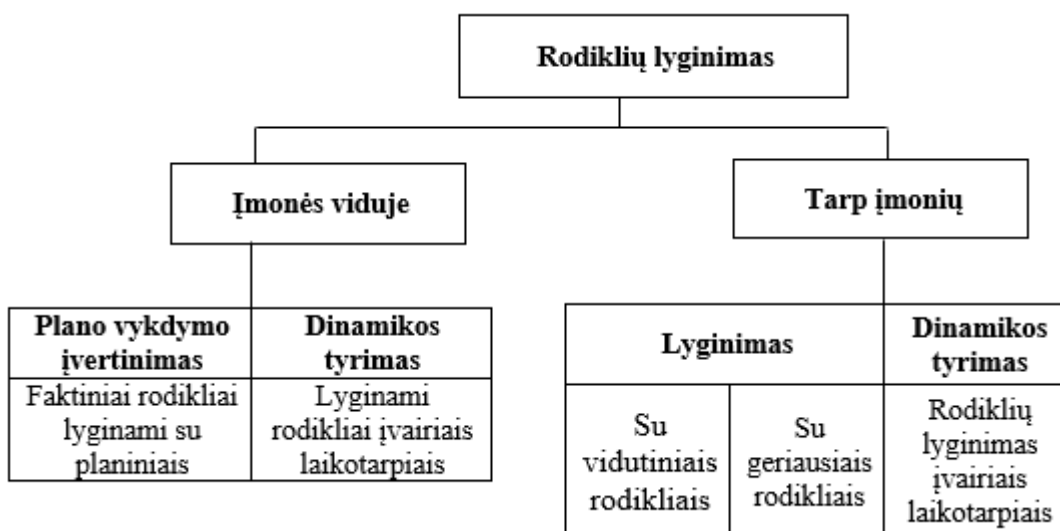 Rodiklių lyginimas
Įmonės viduje
Tarp įmonių
Plano vykdymo
įvertinimas
Dinamikos
tyrimas
Faktiniai rodikliai
lyginami su
planiniais
Lyginami
rodikliai įvairiais
laikotarpiais
Lyginimas
Dinamikos
tyrimas
Su
vidutiniais
rodikliais
Su
geriausiais
rodikliais
Rodiklių
lyginimas
įvairiais
laikotarpiais